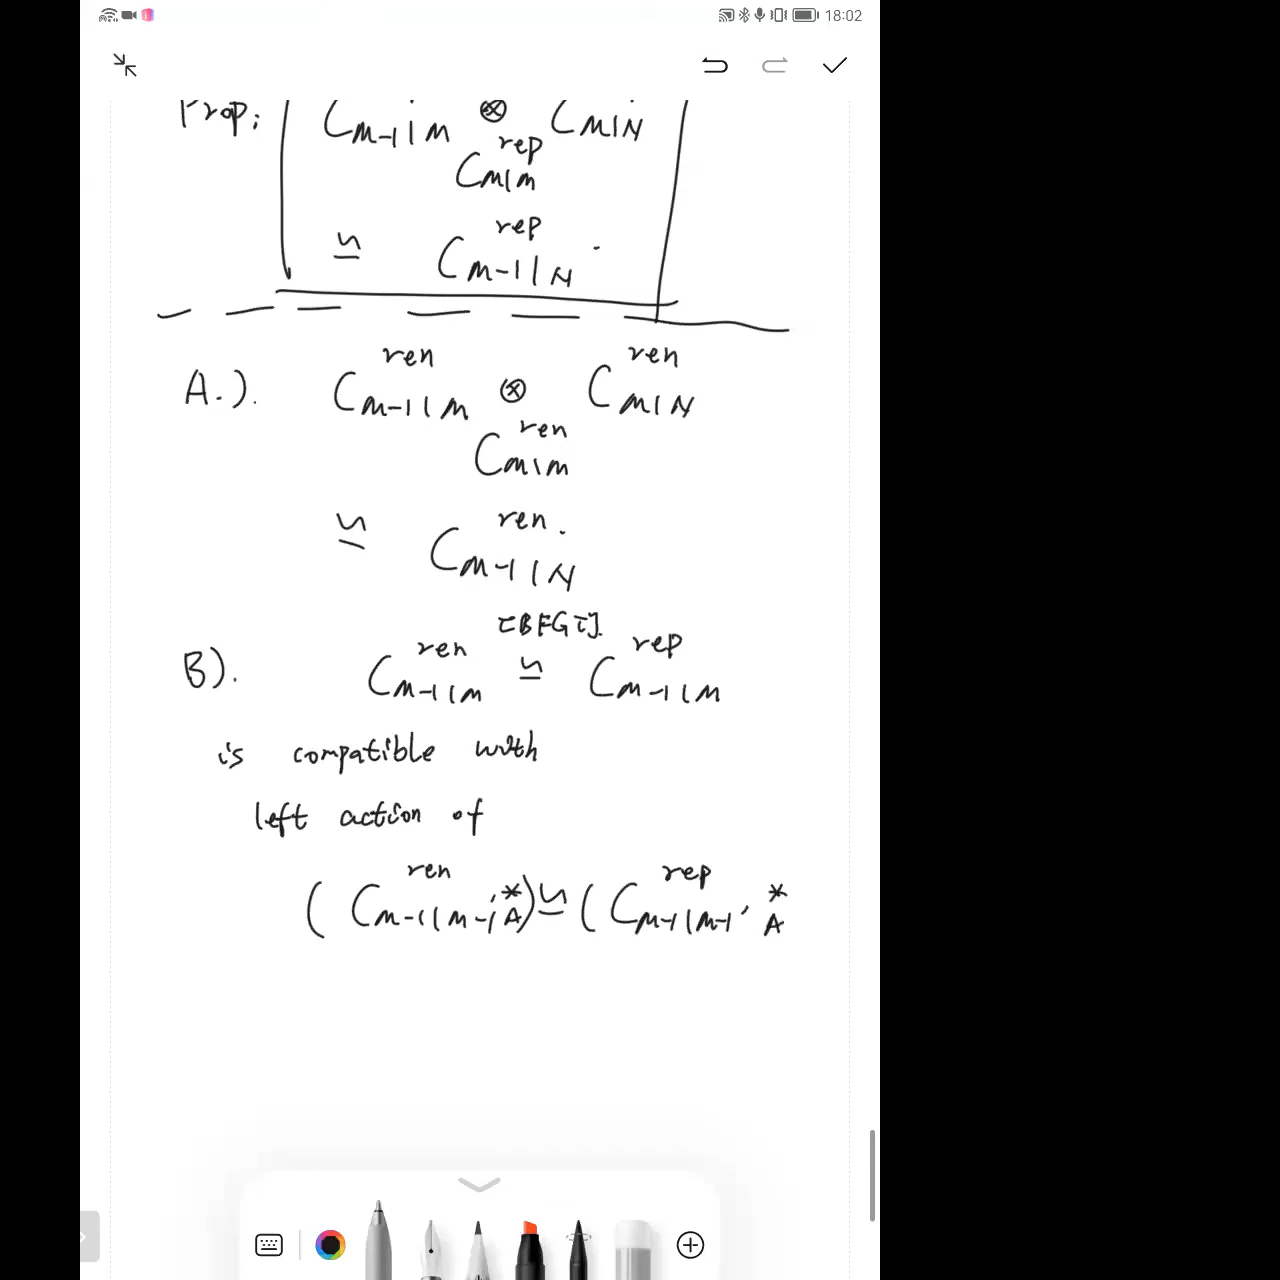 18:02
Prop: C_{M-1|M} ⊗ C_{M|N}
C^{rep}_{M|M}
≃ C^{rep}_{M-1|N} .
A.). C^{ren}_{M-1|M} ⊗ C^{ren}_{M|N}
C^{ren}_{M|M}
≃ C^{ren}_{M-1|N} .
[BFGT]
B). C^{ren}_{M-1|M} ≃ C^{rep}_{M-1|M}
is compatible with
left action of
( C^{ren}_{M-1|M-1}, *_A ) ≃ ( C^{rep}_{M-1|M-1}, *_A